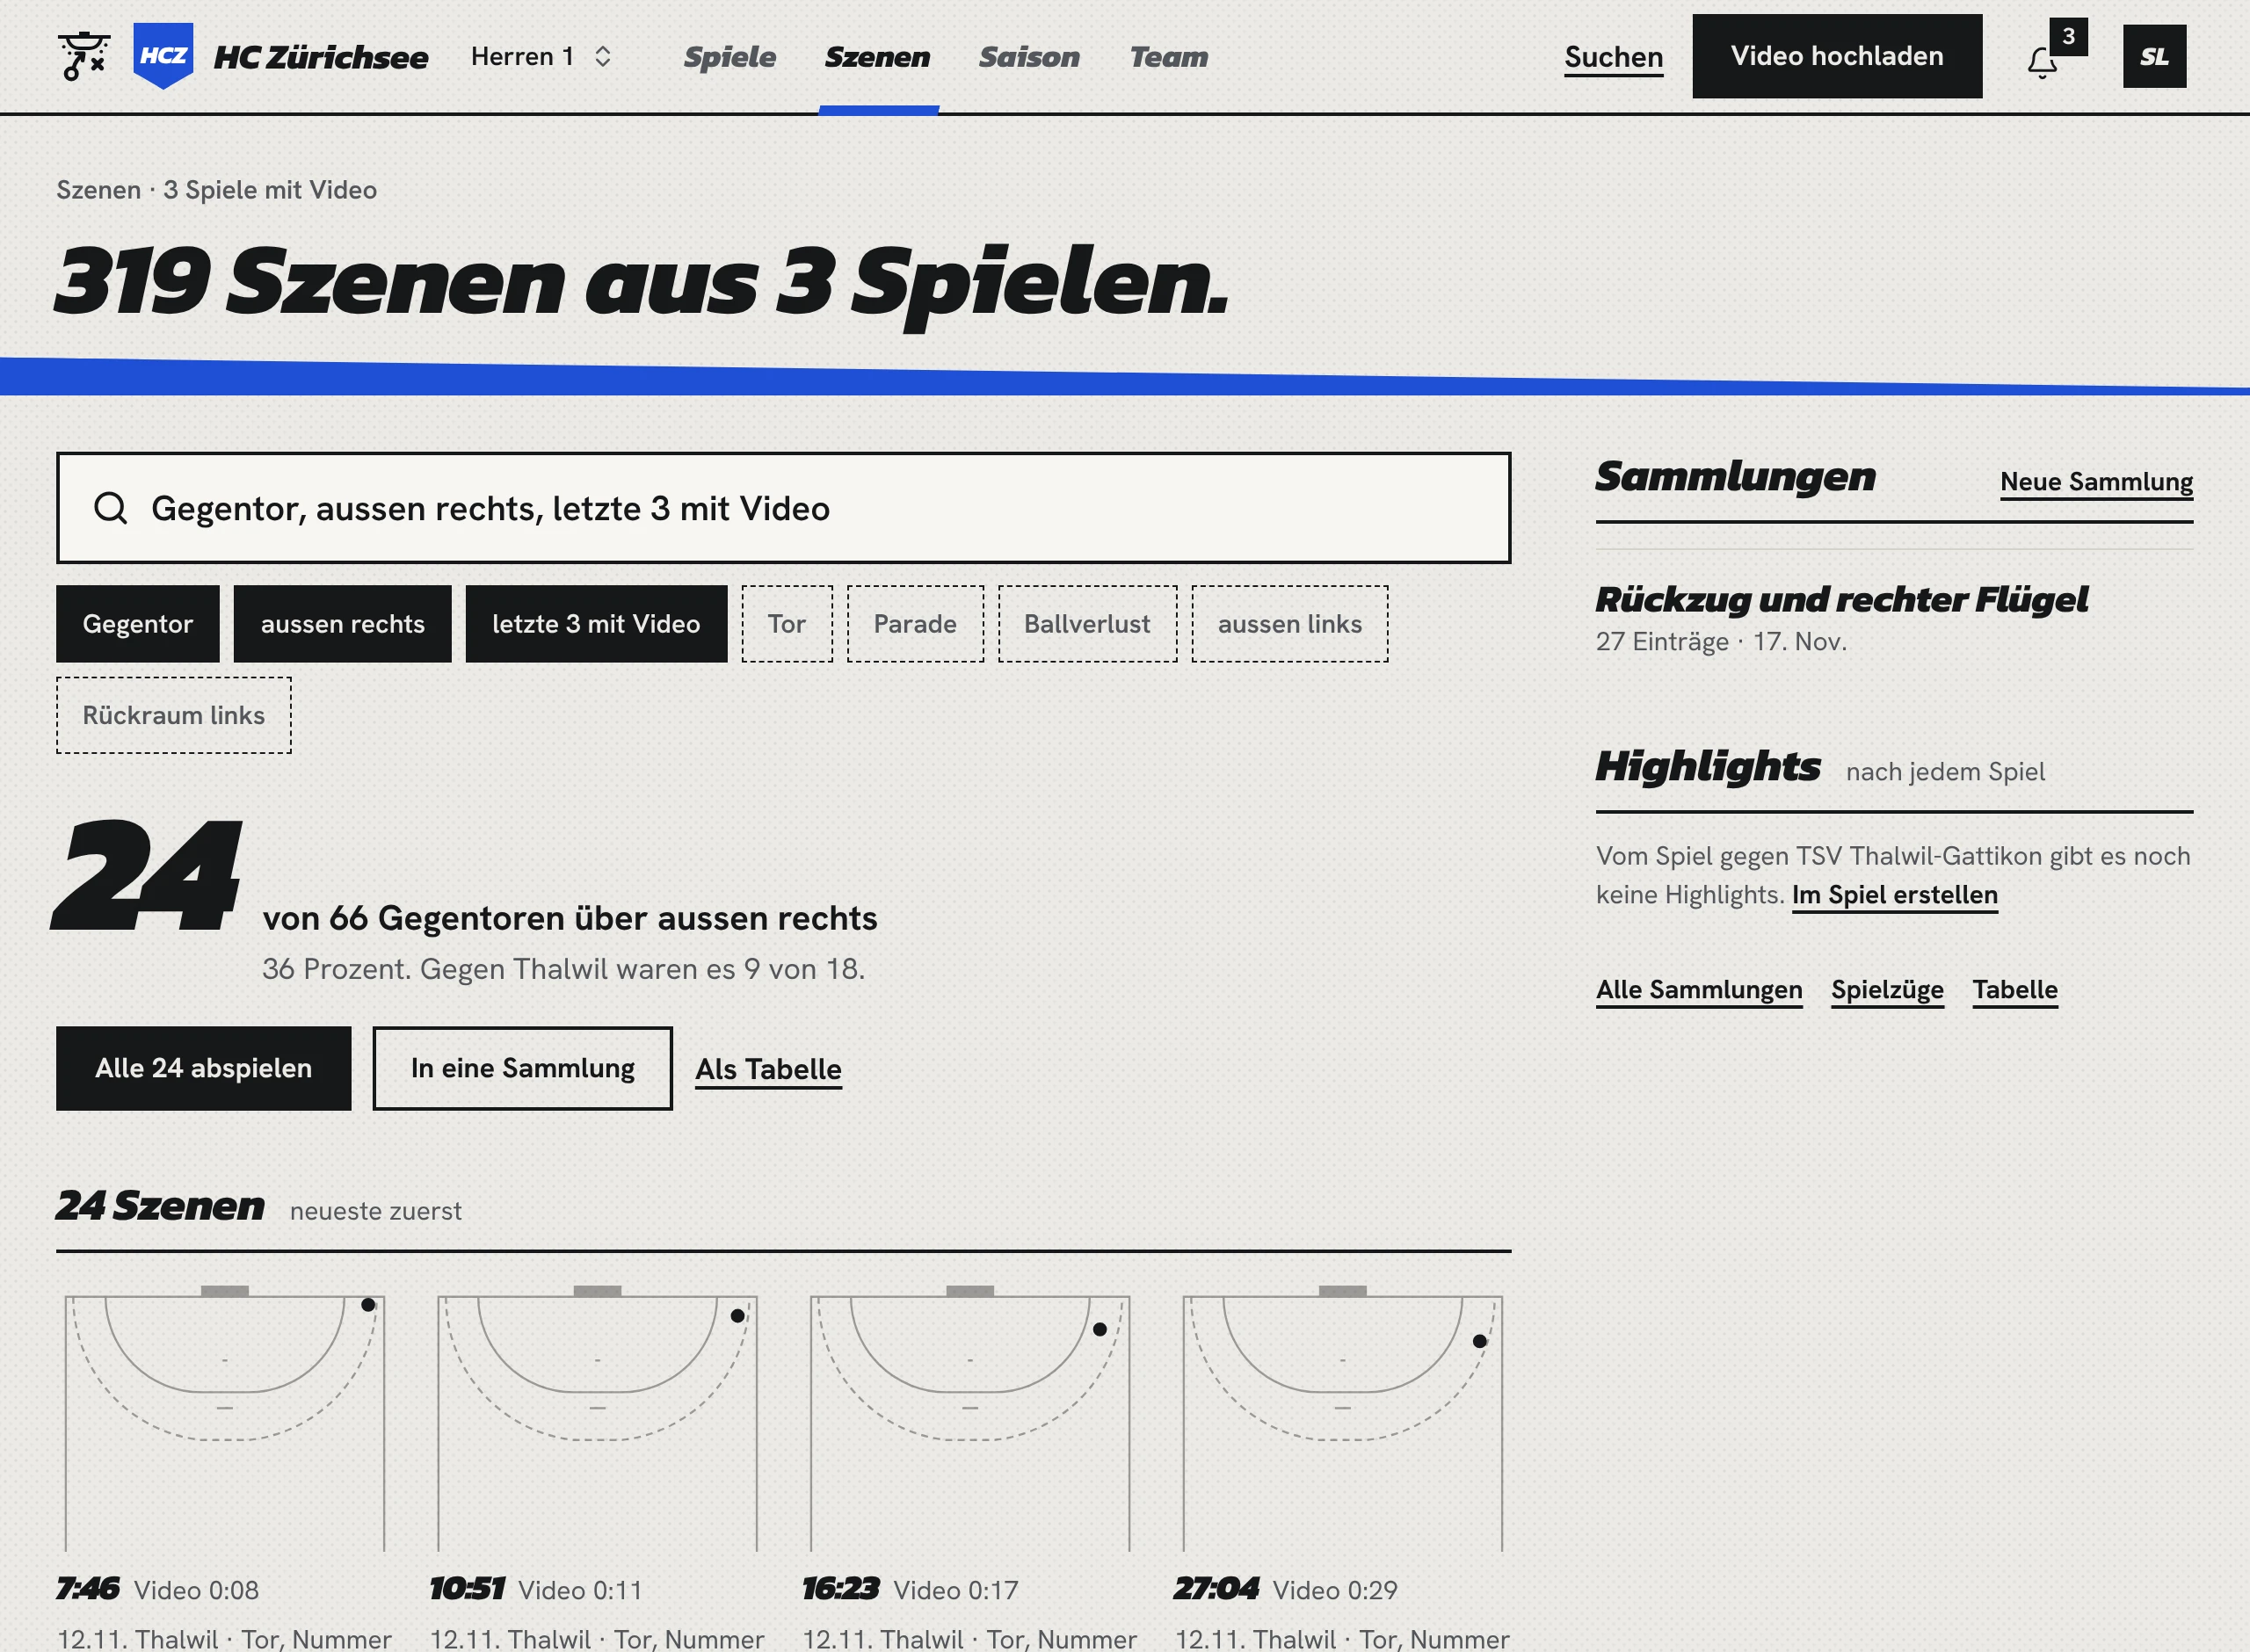 HCZ HC Zürichsee Herren 1 Spiele Szenen Saison Team Suchen Video hochladen 3 SL
Szenen · 3 Spiele mit Video
319 Szenen aus 3 Spielen.
Gegentor, aussen rechts, letzte 3 mit Video
Gegentor aussen rechts letzte 3 mit Video Tor Parade Ballverlust aussen links
Rückraum links
24 von 66 Gegentoren über aussen rechts
36 Prozent. Gegen Thalwil waren es 9 von 18.
Alle 24 abspielen In eine Sammlung Als Tabelle
24 Szenen neueste zuerst
7:46 Video 0:08
12.11. Thalwil · Tor, Nummer
10:51 Video 0:11
12.11. Thalwil · Tor, Nummer
16:23 Video 0:17
12.11. Thalwil · Tor, Nummer
27:04 Video 0:29
12.11. Thalwil · Tor, Nummer
Sammlungen Neue Sammlung
Rückzug und rechter Flügel
27 Einträge · 17. Nov.
Highlights nach jedem Spiel
Vom Spiel gegen TSV Thalwil-Gattikon gibt es noch
keine Highlights. Im Spiel erstellen
Alle Sammlungen Spielzüge Tabelle